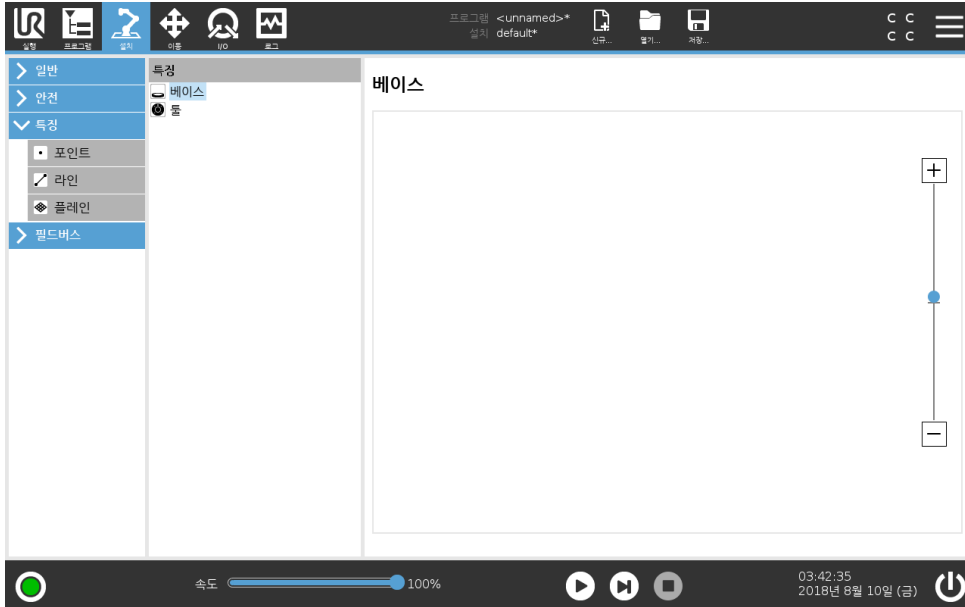 UR
실행
프로그램
설치
이동
I/O
로그
프로그램 <unnamed>*
설치 default*
신규...
열기...
저장...
C C
C C
일반
안전
특징
포인트
라인
플레인
필드버스
특징
베이스
툴
베이스
속도
100%
03:42:35
2018년 8월 10일 (금)